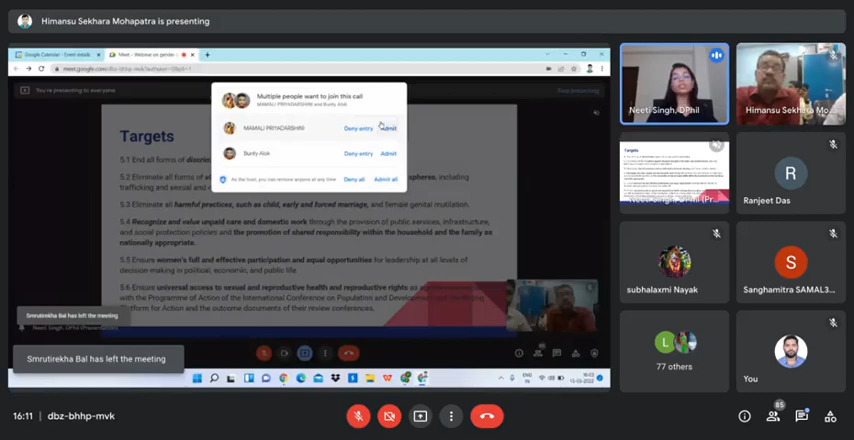 Himansu Sekhara Mohapatra is presenting
Google Calendar - Event details
Meet - Welcome on gender
meet.google.com/dbz-bhhp-mvk?authuser=0&pli=1
You're presenting to everyone
Stop presenting
Multiple people want to join this call
MAMALI PRIYADARSHINI and Bunty Alok
MAMALI PRIYADARSHINI
Deny entry
Admit
Bunty Alok
Deny entry
Admit
As the host, you can remove anyone at any time
Deny all
Admit all
Targets
5.1 End all forms of
5.2 Eliminate all forms of
spheres, including
trafficking and sexual and
5.3 Eliminate all harmful practices, such as child, early and forced marriage, and female genital mutilation.
5.4 Recognize and value unpaid care and domestic work through the provision of public services, infrastructure,
and social protection policies and the promotion of shared responsibility within the household and the family as
nationally appropriate.
5.5 Ensure women's full and effective participation and equal opportunities for leadership at all levels of
decision-making in political, economic, and public life
5.6 Ensure universal access to sexual and reproductive health and reproductive rights as
with the Programme of Action of the International Conference on Population and Development
Platform for Action and the outcome documents of their review conferences.
Smrutirekha Bal has left the meeting
Neeti Singh, DPhil (Presentation)
Smrutirekha Bal has left the meeting
ENG
IN
16:11
dbz-bhhp-mvk
Neeti Singh, DPhil
Himansu Sekhara Mo...
Targets
Neeti Singh, DPhil (Pr...
Ranjeet Das
R
subhalaxmi Nayak
Sanghamitra SAMAL3...
S
L
77 others
You
85